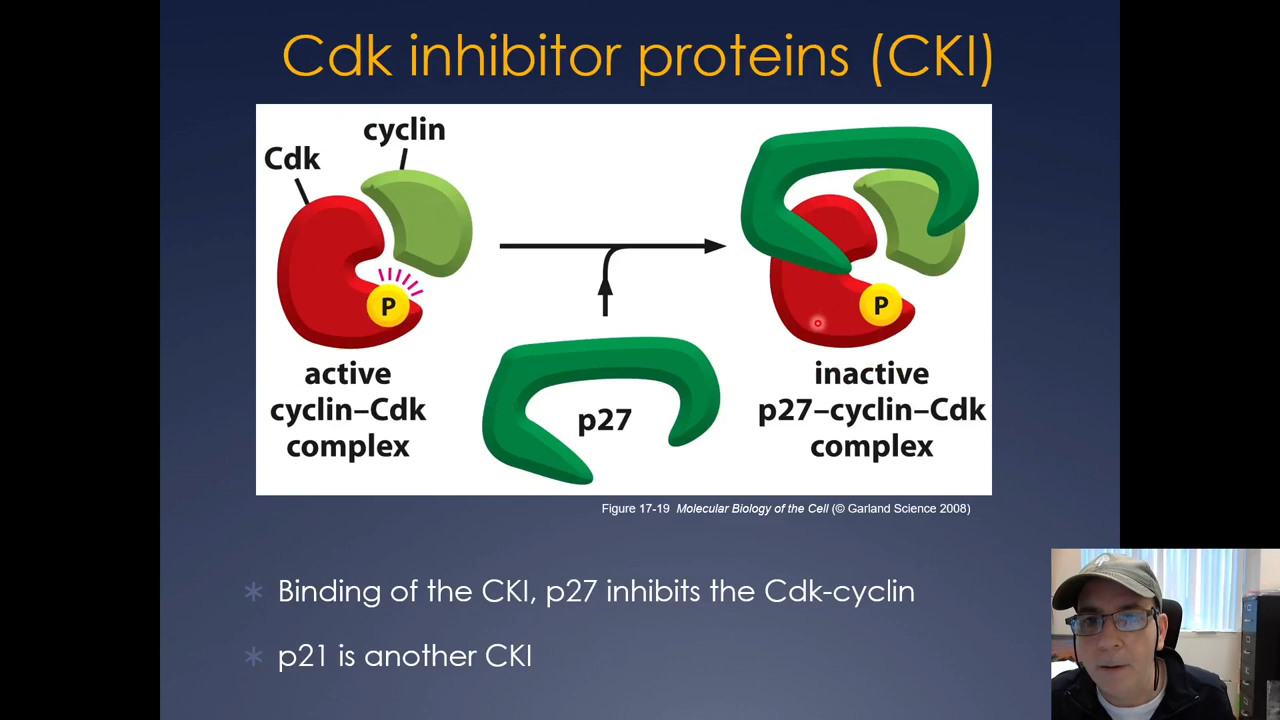 Cdk inhibitor proteins (CKI)
cyclin
Cdk
P
active
cyclin–Cdk
complex
p27
P
inactive
p27–cyclin–Cdk
complex
Figure 17-19 Molecular Biology of the Cell (© Garland Science 2008)
Binding of the CKI, p27 inhibits the Cdk-cyclin
p21 is another CKI